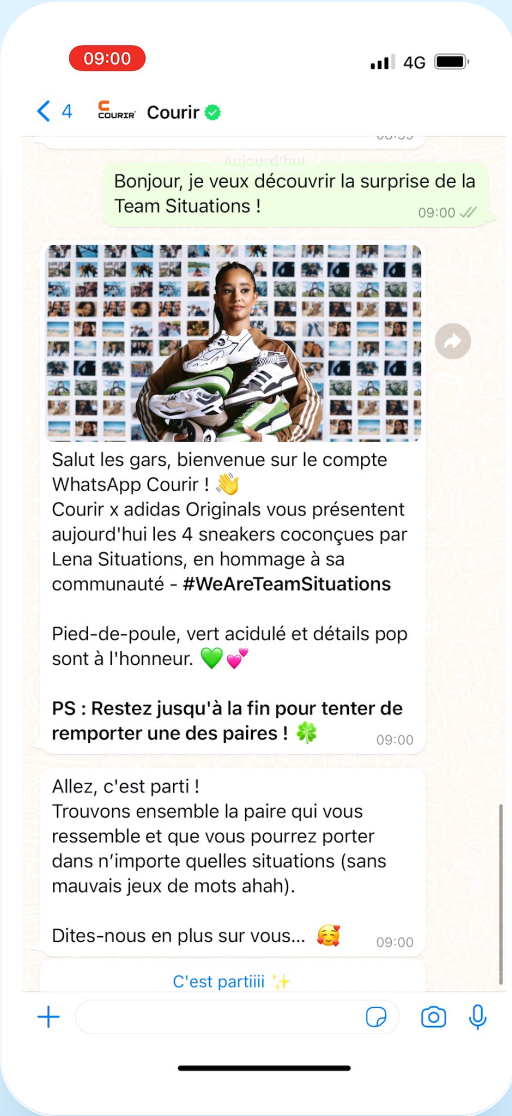 09:00
4G
4
COURIR
Courir
Aujourd'hui
Bonjour, je veux découvrir la surprise de la
Team Situations !
09:00
Salut les gars, bienvenue sur le compte
WhatsApp Courir ! 👋
Courir x adidas Originals vous présentent
aujourd'hui les 4 sneakers coconçues par
Lena Situations, en hommage à sa
communauté - #WeAreTeamSituations
Pied-de-poule, vert acidulé et détails pop
sont à l'honneur. 💚💕
PS : Restez jusqu'à la fin pour tenter de
remporter une des paires ! 🍀
09:00
Allez, c'est parti !
Trouvons ensemble la paire qui vous
ressemble et que vous pourrez porter
dans n’importe quelles situations (sans
mauvais jeux de mots ahah).
Dites-nous en plus sur vous... 🥰
09:00
C'est partiiii ✨